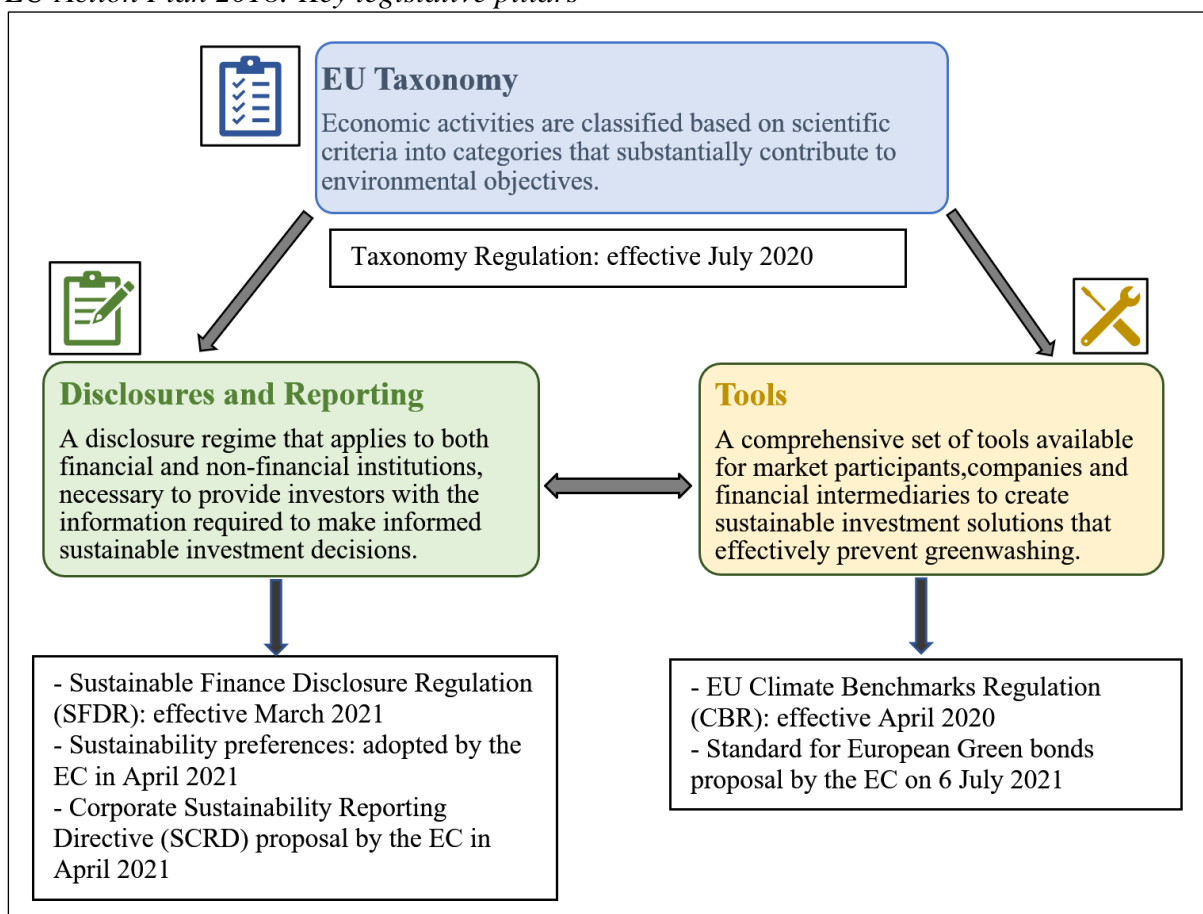 EU Action Plan 2018: Key legislative pillars
EU Taxonomy
Economic activities are classified based on scientific
criteria into categories that substantially contribute to
environmental objectives.
Taxonomy Regulation: effective July 2020
Disclosures and Reporting
A disclosure regime that applies to both
financial and non-financial institutions,
necessary to provide investors with the
information required to make informed
sustainable investment decisions.
Tools
A comprehensive set of tools available
for market participants,companies and
financial intermediaries to create
sustainable investment solutions that
effectively prevent greenwashing.
- Sustainable Finance Disclosure Regulation
(SFDR): effective March 2021
- Sustainability preferences: adopted by the
EC in April 2021
- Corporate Sustainability Reporting
Directive (SCRD) proposal by the EC in
April 2021
- EU Climate Benchmarks Regulation
(CBR): effective April 2020
- Standard for European Green bonds
proposal by the EC on 6 July 2021